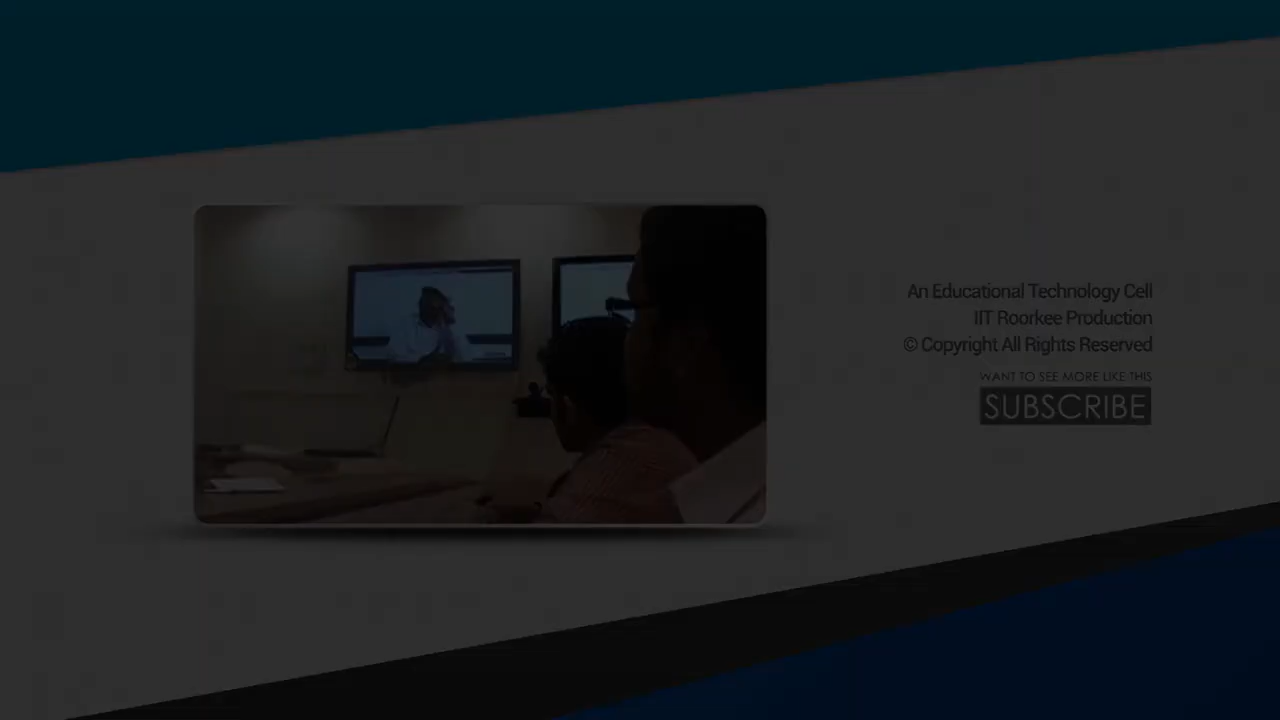 An Educational Technology Cell
IIT Roorkee Production
© Copyright All Rights Reserved
WANT TO SEE MORE LIKE THIS
SUBSCRIBE